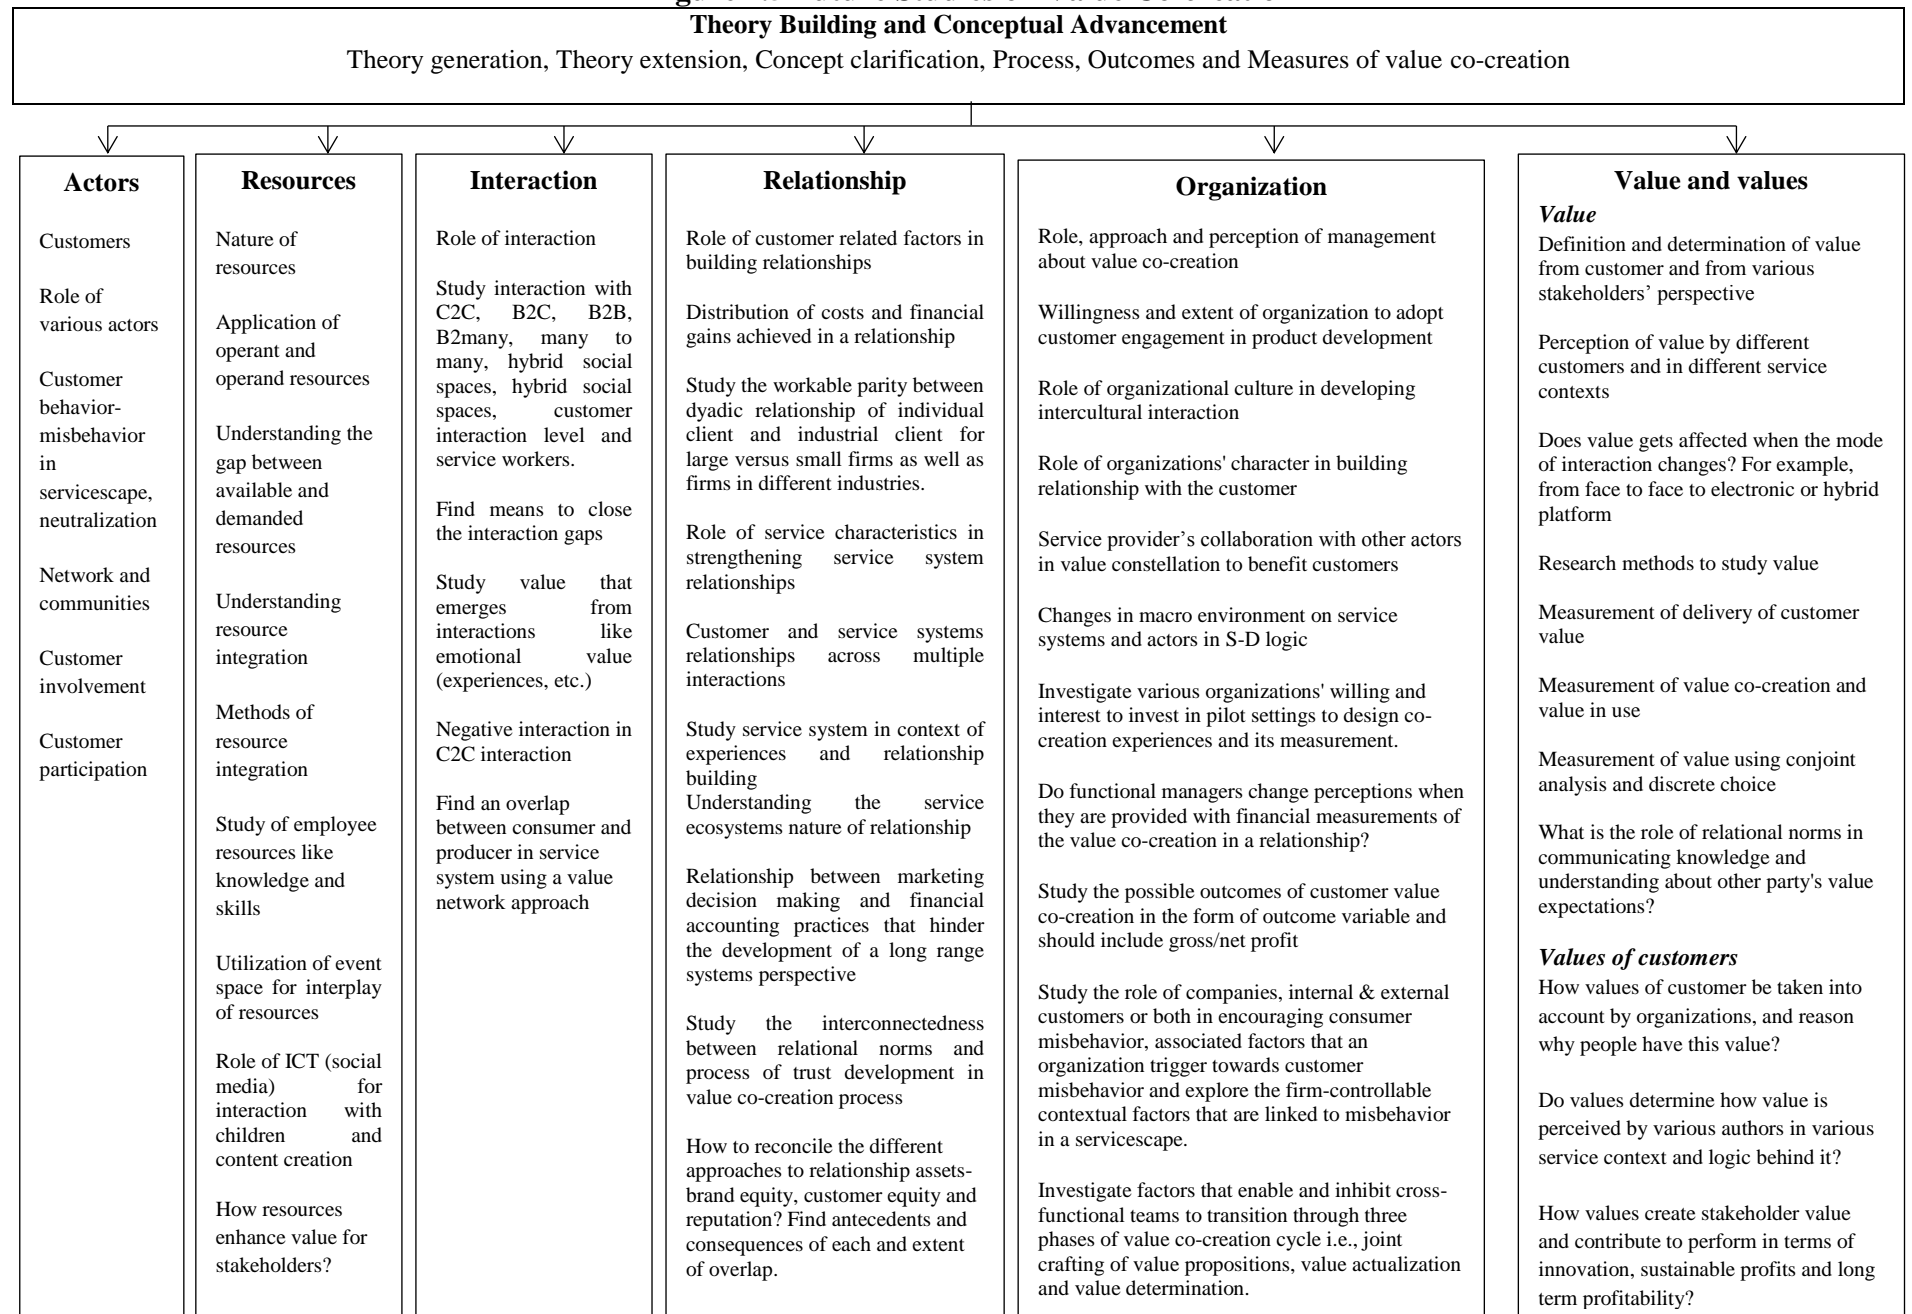 Theory Building and Conceptual Advancement
Theory generation, Theory extension, Concept clarification, Process, Outcomes and Measures of value co-creation
Actors
Customers
Role of
various actors
Customer
behavior-
misbehavior
in
servicescape,
neutralization
Network and
communities
Customer
involvement
Customer
participation
Resources
Nature of
resources
Application of
operant and
operand resources
Understanding the
gap between
available and
demanded
resources
Understanding
resource
integration
Methods of
resource
integration
Study of employee
resources like
knowledge and
skills
Utilization of event
space for interplay
of resources
Role of ICT (social
media) for
interaction with
children and
content creation
How resources
enhance value for
stakeholders?
Interaction
Role of interaction
Study interaction with
C2C, B2C, B2B,
B2many, many to
many, hybrid social
spaces, hybrid social
spaces, customer
interaction level and
service workers.
Find means to close
the interaction gaps
Study value that
emerges from
interactions like
emotional value
(experiences, etc.)
Negative interaction in
C2C interaction
Find an overlap
between consumer and
producer in service
system using a value
network approach
Relationship
Role of customer related factors in
building relationships
Distribution of costs and financial
gains achieved in a relationship
Study the workable parity between
dyadic relationship of individual
client and industrial client for
large versus small firms as well as
firms in different industries.
Role of service characteristics in
strengthening service system
relationships
Customer and service systems
relationships across multiple
interactions
Study service system in context of
experiences and relationship
building
Understanding the service
ecosystems nature of relationship
Relationship between marketing
decision making and financial
accounting practices that hinder
the development of a long range
systems perspective
Study the interconnectedness
between relational norms and
process of trust development in
value co-creation process
How to reconcile the different
approaches to relationship assets-
brand equity, customer equity and
reputation? Find antecedents and
consequences of each and extent
of overlap.
Organization
Role, approach and perception of management
about value co-creation
Willingness and extent of organization to adopt
customer engagement in product development
Role of organizational culture in developing
intercultural interaction
Role of organizations' character in building
relationship with the customer
Service provider’s collaboration with other actors
in value constellation to benefit customers
Changes in macro environment on service
systems and actors in S-D logic
Investigate various organizations' willing and
interest to invest in pilot settings to design co-
creation experiences and its measurement.
Do functional managers change perceptions when
they are provided with financial measurements of
the value co-creation in a relationship?
Study the possible outcomes of customer value
co-creation in the form of outcome variable and
should include gross/net profit
Study the role of companies, internal & external
customers or both in encouraging consumer
misbehavior, associated factors that an
organization trigger towards customer
misbehavior and explore the firm-controllable
contextual factors that are linked to misbehavior
in a servicescape.
Investigate factors that enable and inhibit cross-
functional teams to transition through three
phases of value co-creation cycle i.e., joint
crafting of value propositions, value actualization
and value determination.
Value and values
Value
Definition and determination of value
from customer and from various
stakeholders’ perspective
Perception of value by different
customers and in different service
contexts
Does value gets affected when the mode
of interaction changes? For example,
from face to face to electronic or hybrid
platform
Research methods to study value
Measurement of delivery of customer
value
Measurement of value co-creation and
value in use
Measurement of value using conjoint
analysis and discrete choice
What is the role of relational norms in
communicating knowledge and
understanding about other party's value
expectations?
Values of customers
How values of customer be taken into
account by organizations, and reason
why people have this value?
Do values determine how value is
perceived by various authors in various
service context and logic behind it?
How values create stakeholder value
and contribute to perform in terms of
innovation, sustainable profits and long
term profitability?